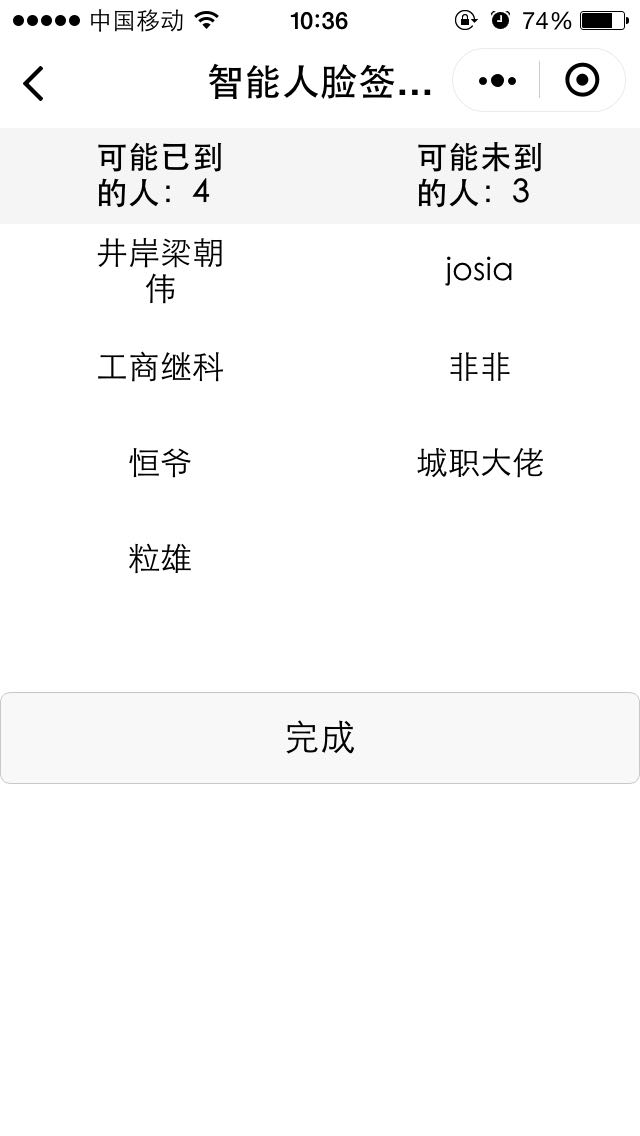 中国移动 10:36 74%
智能人脸签...
可能已到
的人：4
可能未到
的人：3
井岸梁朝
伟
josia
工商继科
非非
恒爷
城职大佬
粒雄
完成